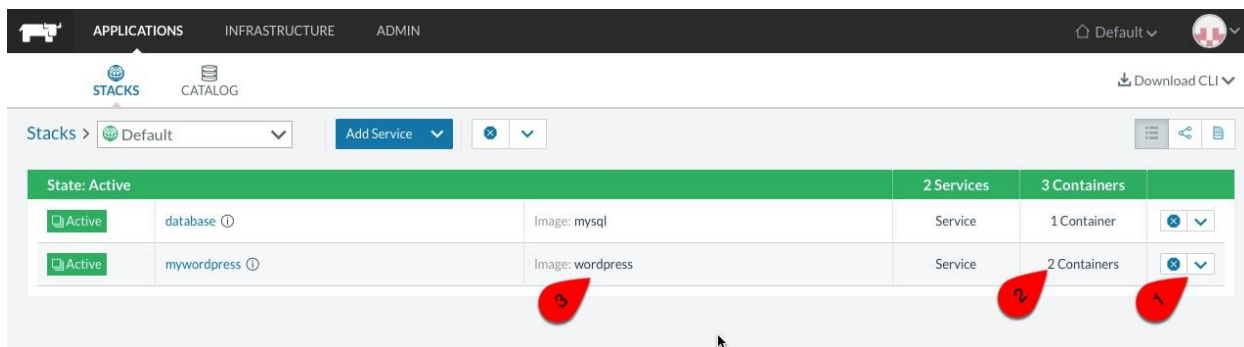 APPLICATIONS INFRASTRUCTURE ADMIN Default
STACKS CATALOG Download CLI
Stacks > Default Add Service
State: Active 2 Services 3 Containers
Active database Image: mysql Service 1 Container
Active mywordpress Image: wordpress Service 2 Containers
3 2 1